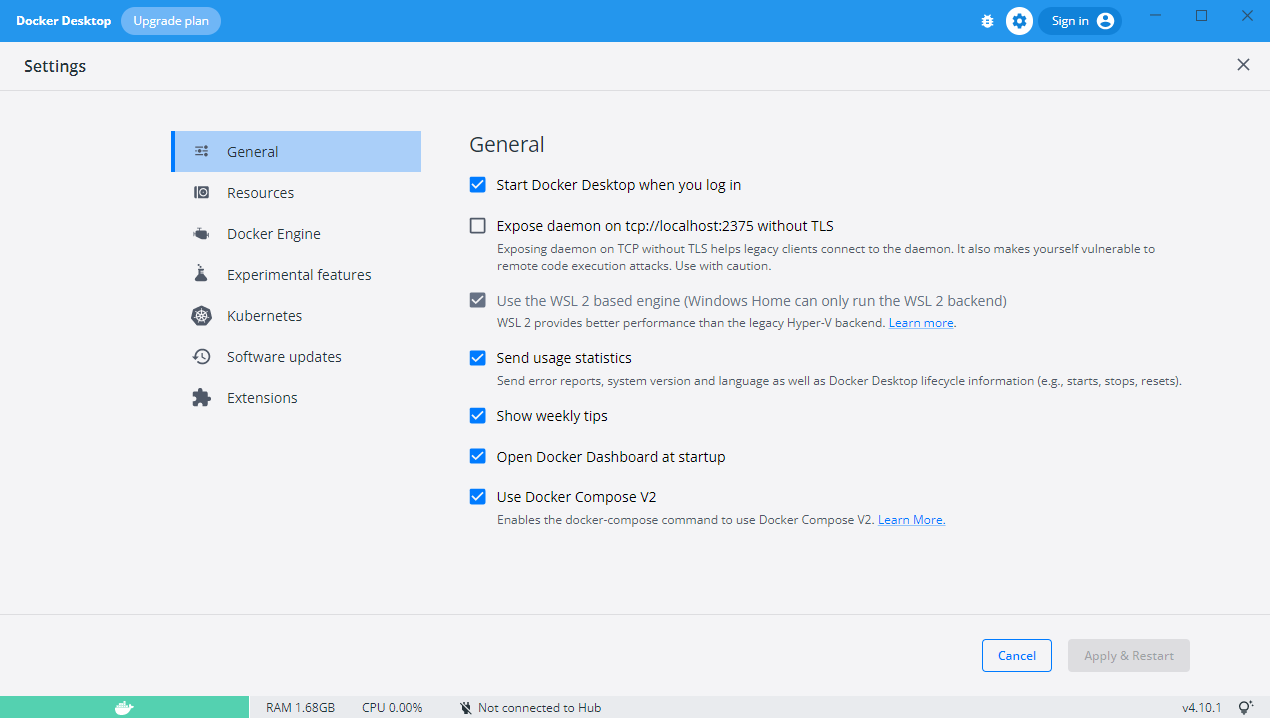 Docker Desktop Upgrade plan Sign in
Settings
General
Resources
Docker Engine
Experimental features
Kubernetes
Software updates
Extensions
General
Start Docker Desktop when you log in
Expose daemon on tcp://localhost:2375 without TLS
Exposing daemon on TCP without TLS helps legacy clients connect to the daemon. It also makes yourself vulnerable to
remote code execution attacks. Use with caution.
Use the WSL 2 based engine (Windows Home can only run the WSL 2 backend)
WSL 2 provides better performance than the legacy Hyper-V backend. Learn more.
Send usage statistics
Send error reports, system version and language as well as Docker Desktop lifecycle information (e.g., starts, stops, resets).
Show weekly tips
Open Docker Dashboard at startup
Use Docker Compose V2
Enables the docker-compose command to use Docker Compose V2. Learn More.
Cancel Apply & Restart
RAM 1.68GB CPU 0.00% Not connected to Hub v4.10.1